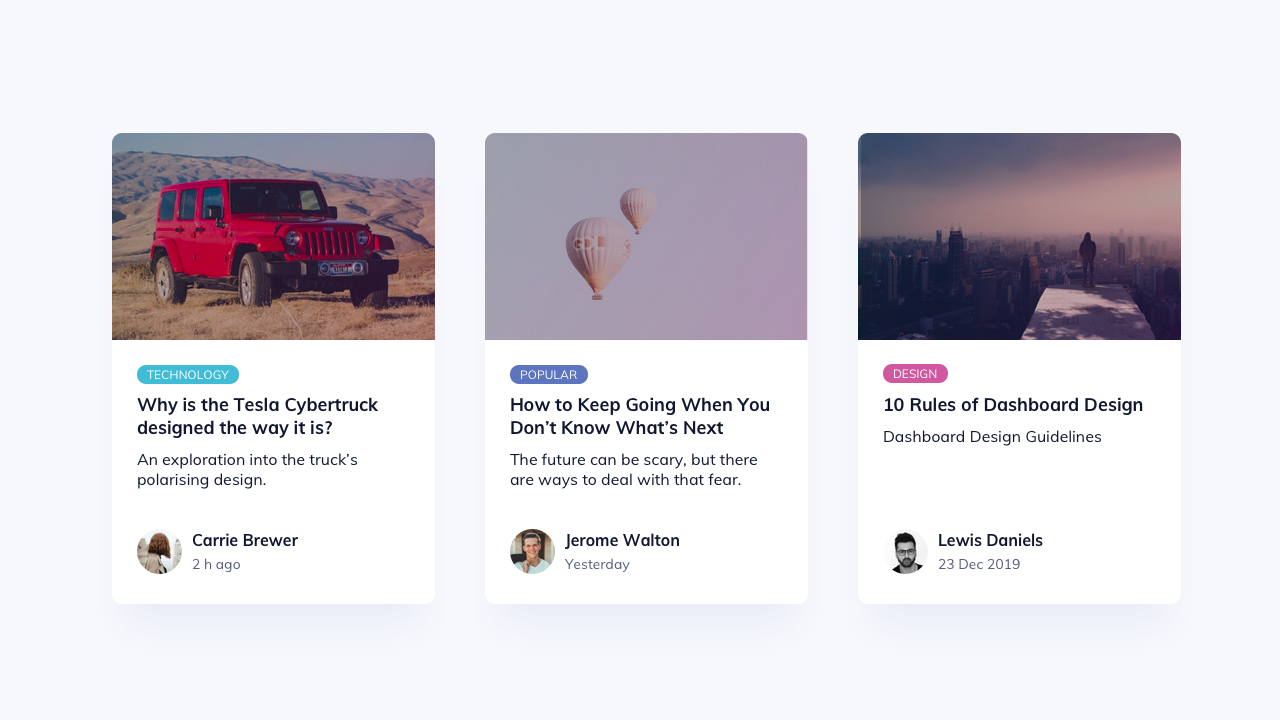 TECHNOLOGY
Why is the Tesla Cybertruck
designed the way it is?
An exploration into the truck’s
polarising design.
Carrie Brewer
2 h ago
POPULAR
How to Keep Going When You
Don’t Know What’s Next
The future can be scary, but there
are ways to deal with that fear.
Jerome Walton
Yesterday
DESIGN
10 Rules of Dashboard Design
Dashboard Design Guidelines
Lewis Daniels
23 Dec 2019